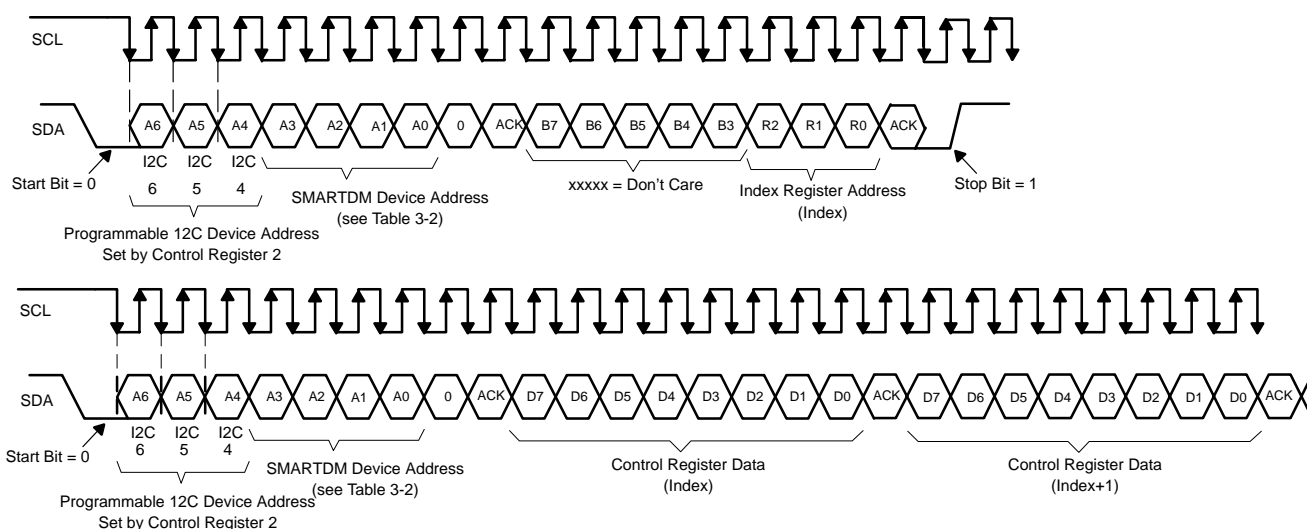 SCL
SDA A6 A5 A4 A3 A2 A1 A0 0 ACK B7 B6 B5 B4 B3 R2 R1 R0 ACK
I2C I2C I2C
Start Bit = 0 6 5 4 xxxxx = Don't Care Stop Bit = 1
SMARTDM Device Address Index Register Address
(see Table 3-2) (Index)
Programmable 12C Device Address
Set by Control Register 2
SCL
SDA A6 A5 A4 A3 A2 A1 A0 0 ACK D7 D6 D5 D4 D3 D2 D1 D0 ACK D7 D6 D5 D4 D3 D2 D1 D0 ACK
I2C I2C I2C
Start Bit = 0 6 5 4
SMARTDM Device Address Control Register Data Control Register Data
(see Table 3-2) (Index) (Index+1)
Programmable 12C Device Address
Set by Control Register 2